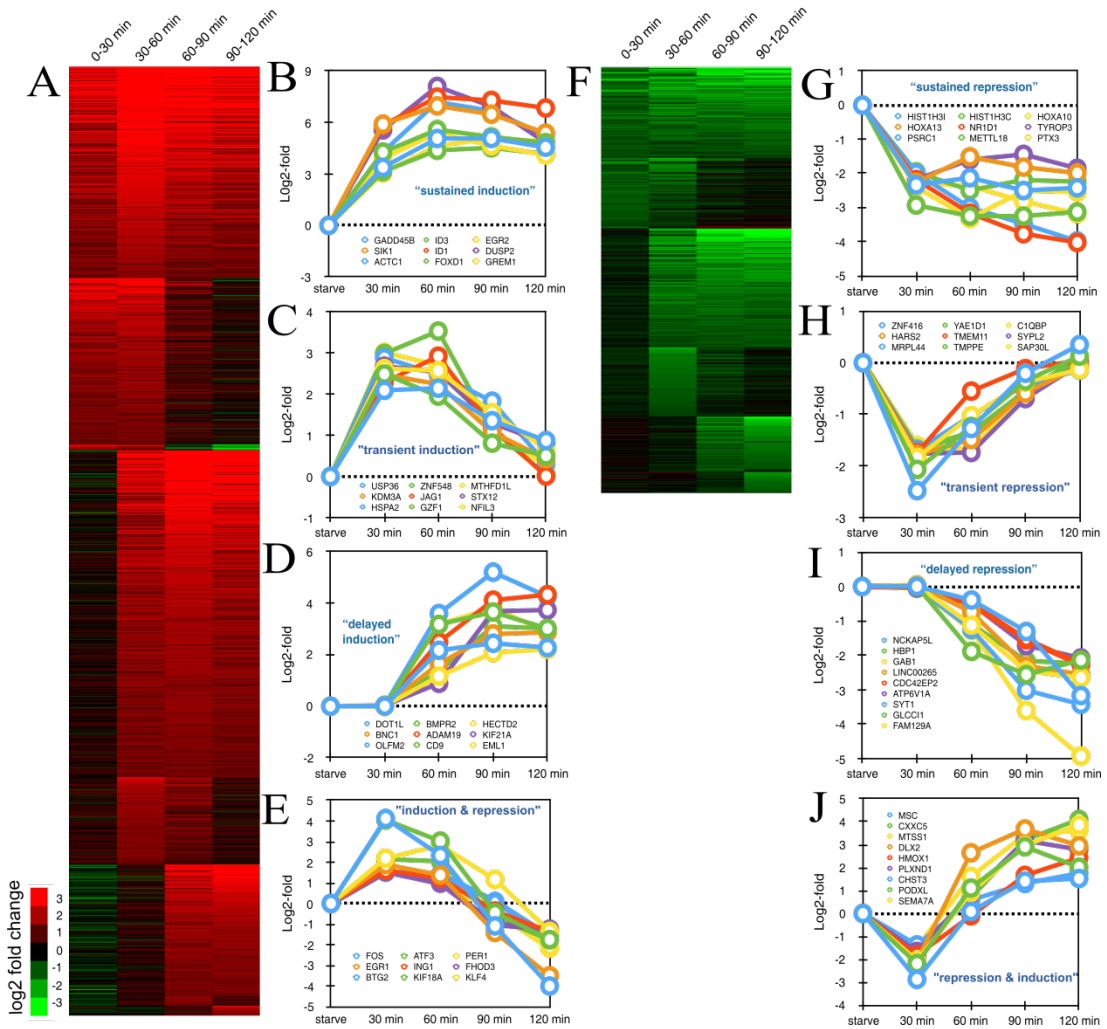 A
0-30 min
30-60 min
60-90 min
90-120 min
log2 fold change
3
2
1
0
-1
-2
-3
B
Log2-fold
9
6
3
0
-3
"sustained induction"
GADD45B ID3 EGR2
SIK1 ID1 DUSP2
ACTC1 FOXD1 GREM1
starve 30 min 60 min 90 min 120 min
C
Log2-fold
4
3
2
1
0
-1
"transient induction"
USP36 ZNF548 MTHFD1L
KDM3A JAG1 STX12
HSPA2 GZF1 NFIL3
starve 30 min 60 min 90 min 120 min
D
Log2-fold
6
4
2
0
-2
"delayed
induction"
DOT1L BMPR2 HECTD2
BNC1 ADAM19 KIF21A
OLFM2 CD9 EML1
starve 30 min 60 min 90 min 120 min
E
Log2-fold
5
4
3
2
1
0
-1
-2
-3
-4
-5
"induction & repression"
FOS ATF3 PER1
EGR1 ING1 FHOD3
BTG2 KIF18A KLF4
starve 30 min 60 min 90 min 120 min
F
0-30 min
30-60 min
60-90 min
90-120 min
G
Log2-fold
1
0
-1
-2
-3
-4
-5
"sustained repression"
HIST1H3I HIST1H3C HOXA10
HOXA13 NR1D1 TYROP3
PSRC1 METTL18 PTX3
starve 30 min 60 min 90 min 120 min
H
Log2-fold
1
0
-1
-2
-3
ZNF416 YAE1D1 C1QBP
HARS2 TMEM11 SYPL2
MRPL44 TMPPE SAP30L
"transient repression"
starve 30 min 60 min 90 min 120 min
I
Log2-fold
1
0
-1
-2
-3
-4
-5
"delayed repression"
NCKAP5L
HBP1
GAB1
LINC00265
CDC42EP2
ATP6V1A
SYT1
GLCCI1
FAM129A
starve 30 min 60 min 90 min 120 min
J
Log2-fold
5
4
3
2
1
0
-1
-2
-3
-4
MSC
CXXC5
MTSS1
DLX2
HMOX1
PLXND1
CHST3
PODXL
SEMA7A
"repression & induction"
starve 30 min 60 min 90 min 120 min